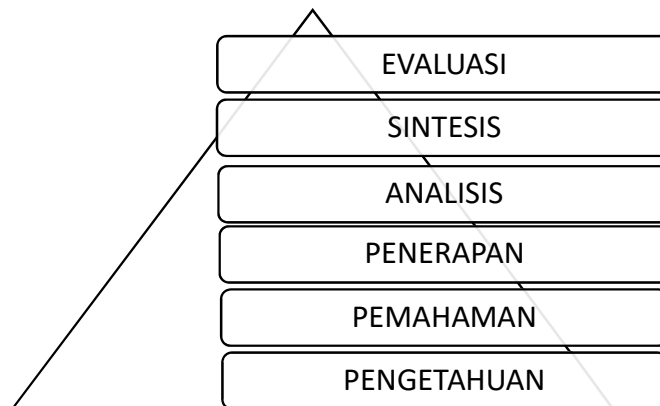 EVALUASI
SINTESIS
ANALISIS
PENERAPAN
PEMAHAMAN
PENGETAHUAN